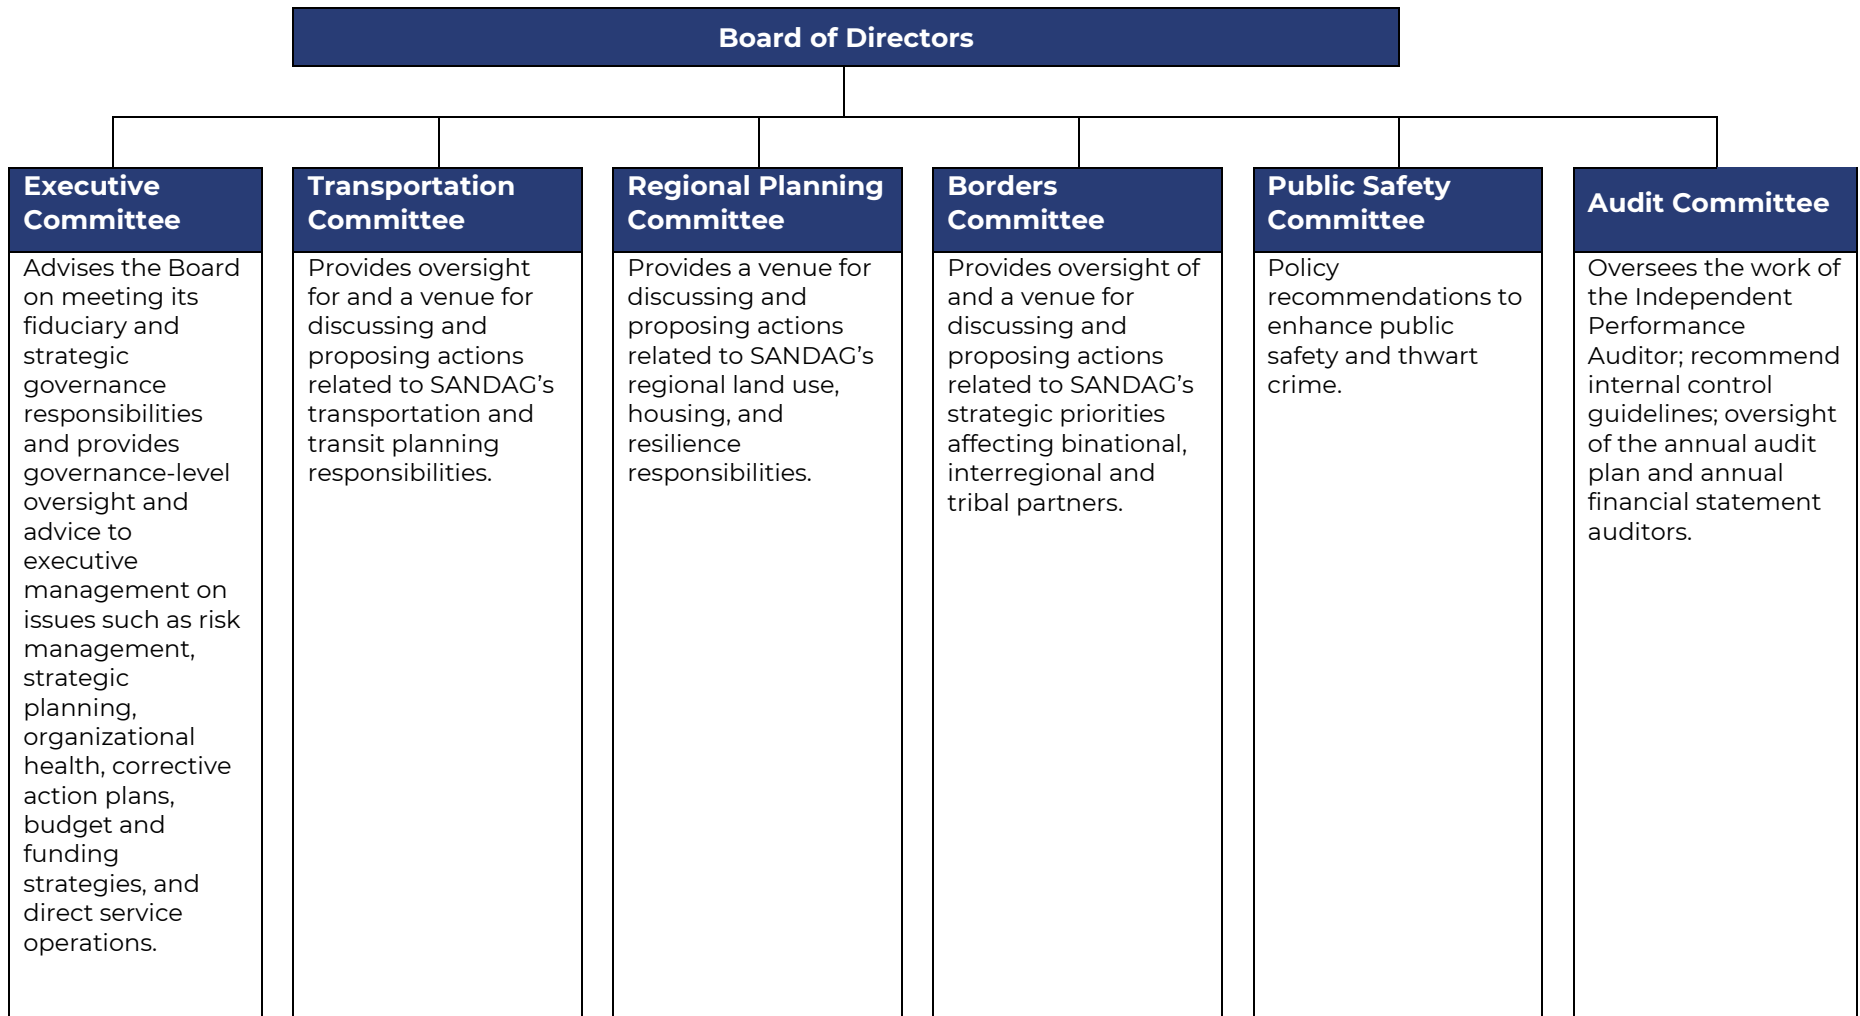 Board of Directors
Executive
Committee
Advises the Board
on meeting its
fiduciary and
strategic
governance
responsibilities
and provides
governance-level
oversight and
advice to
executive
management on
issues such as risk
management,
strategic
planning,
organizational
health, corrective
action plans,
budget and
funding
strategies, and
direct service
operations.
Transportation
Committee
Provides oversight
for and a venue for
discussing and
proposing actions
related to SANDAG’s
transportation and
transit planning
responsibilities.
Regional Planning
Committee
Provides a venue for
discussing and
proposing actions
related to SANDAG’s
regional land use,
housing, and
resilience
responsibilities.
Borders
Committee
Provides oversight of
and a venue for
discussing and
proposing actions
related to SANDAG’s
strategic priorities
affecting binational,
interregional and
tribal partners.
Public Safety
Committee
Policy
recommendations to
enhance public
safety and thwart
crime.
Audit Committee
Oversees the work of
the Independent
Performance
Auditor; recommend
internal control
guidelines; oversight
of the annual audit
plan and annual
financial statement
auditors.